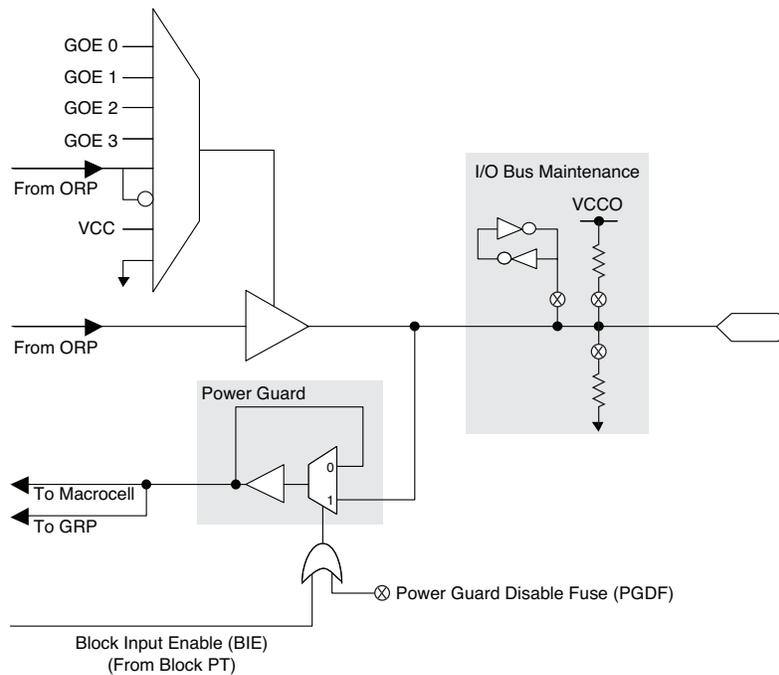 GOE 0
GOE 1
GOE 2
GOE 3
From ORP
VCC
I/O Bus Maintenance
VCCO
From ORP
Power Guard
0
1
To Macrocell
To GRP
Power Guard Disable Fuse (PGDF)
Block Input Enable (BIE)
(From Block PT)